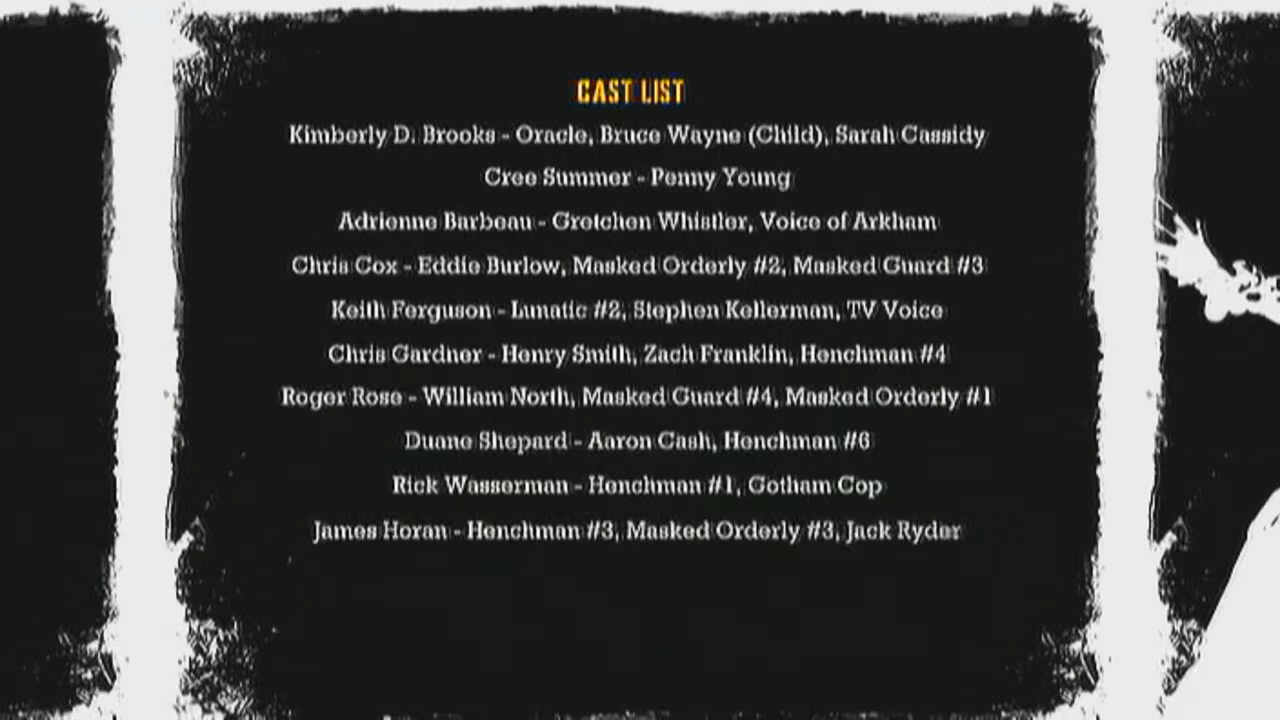 CAST LIST
Kimberly D. Brooks - Oracle, Bruce Wayne (Child), Sarah Cassidy
Cree Summer - Penny Young
Adrienne Barbeau - Gretchen Whistler, Voice of Arkham
Chris Cox - Eddie Burlow, Masked Orderly #2, Masked Guard #3
Keith Ferguson - Lunatic #2, Stephen Kellerman, TV Voice
Chris Gardner - Henry Smith, Zach Franklin, Henchman #4
Roger Rose - William North, Masked Guard #4, Masked Orderly #1
Duane Shepard - Aaron Cash, Henchman #6
Rick Wasserman - Henchman #1, Gotham Cop
James Horan - Henchman #3, Masked Orderly #3, Jack Ryder